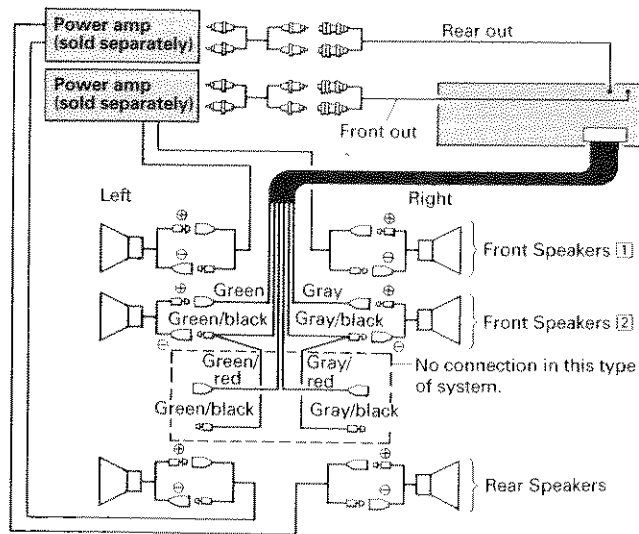 Power amp
(sold separately)
Rear out
Power amp
(sold separately)
Front out
Left
Right
⊕
⊖
⊕
⊖
Front Speakers 1
⊕
Green
Gray
⊕
Green/black
Gray/black
⊖
⊖
Front Speakers 2
Green/
red
Gray/
red
No connection in this type
of system.
Green/black
Gray/black
⊕
⊖
⊕
⊖
Rear Speakers